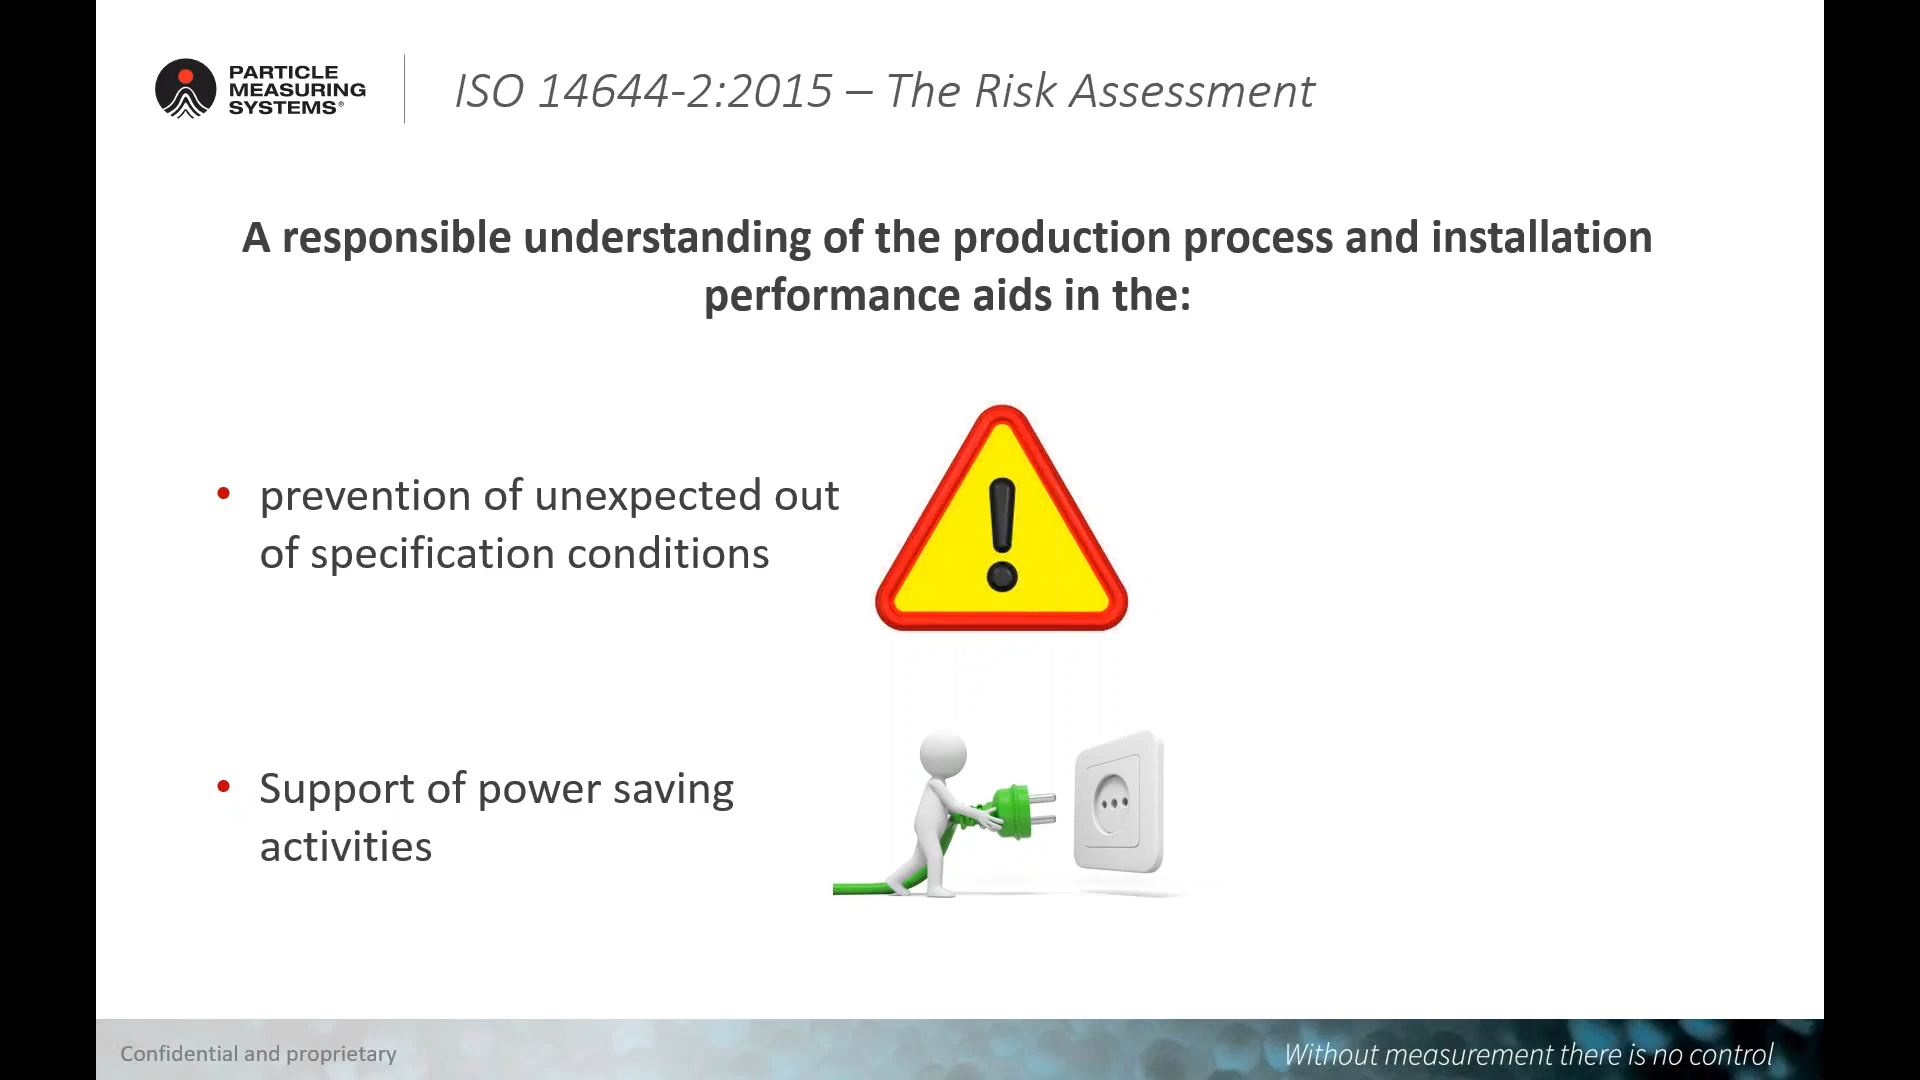 PARTICLE
MEASURING
SYSTEMS®
ISO 14644-2:2015 – The Risk Assessment
A responsible understanding of the production process and installation
performance aids in the:
• prevention of unexpected out
of specification conditions
• Support of power saving
activities
Confidential and proprietary
Without measurement there is no control